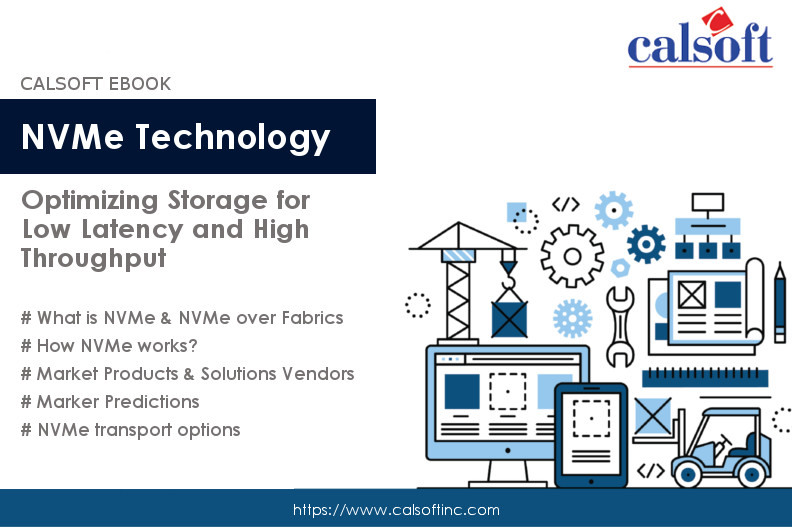 calsoft
CALSOFT EBOOK
NVMe Technology
Optimizing Storage for
Low Latency and High
Throughput
# What is NVMe & NVMe over Fabrics
# How NVMe works?
# Market Products & Solutions Vendors
# Marker Predictions
# NVMe transport options
</>
</>
https://www.calsoftinc.com